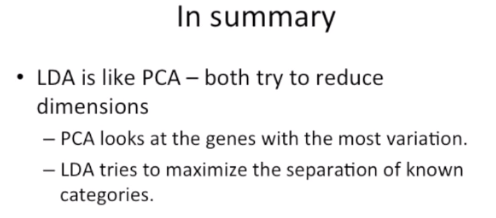 In summary
• LDA is like PCA – both try to reduce
dimensions
– PCA looks at the genes with the most variation.
– LDA tries to maximize the separation of known
categories.